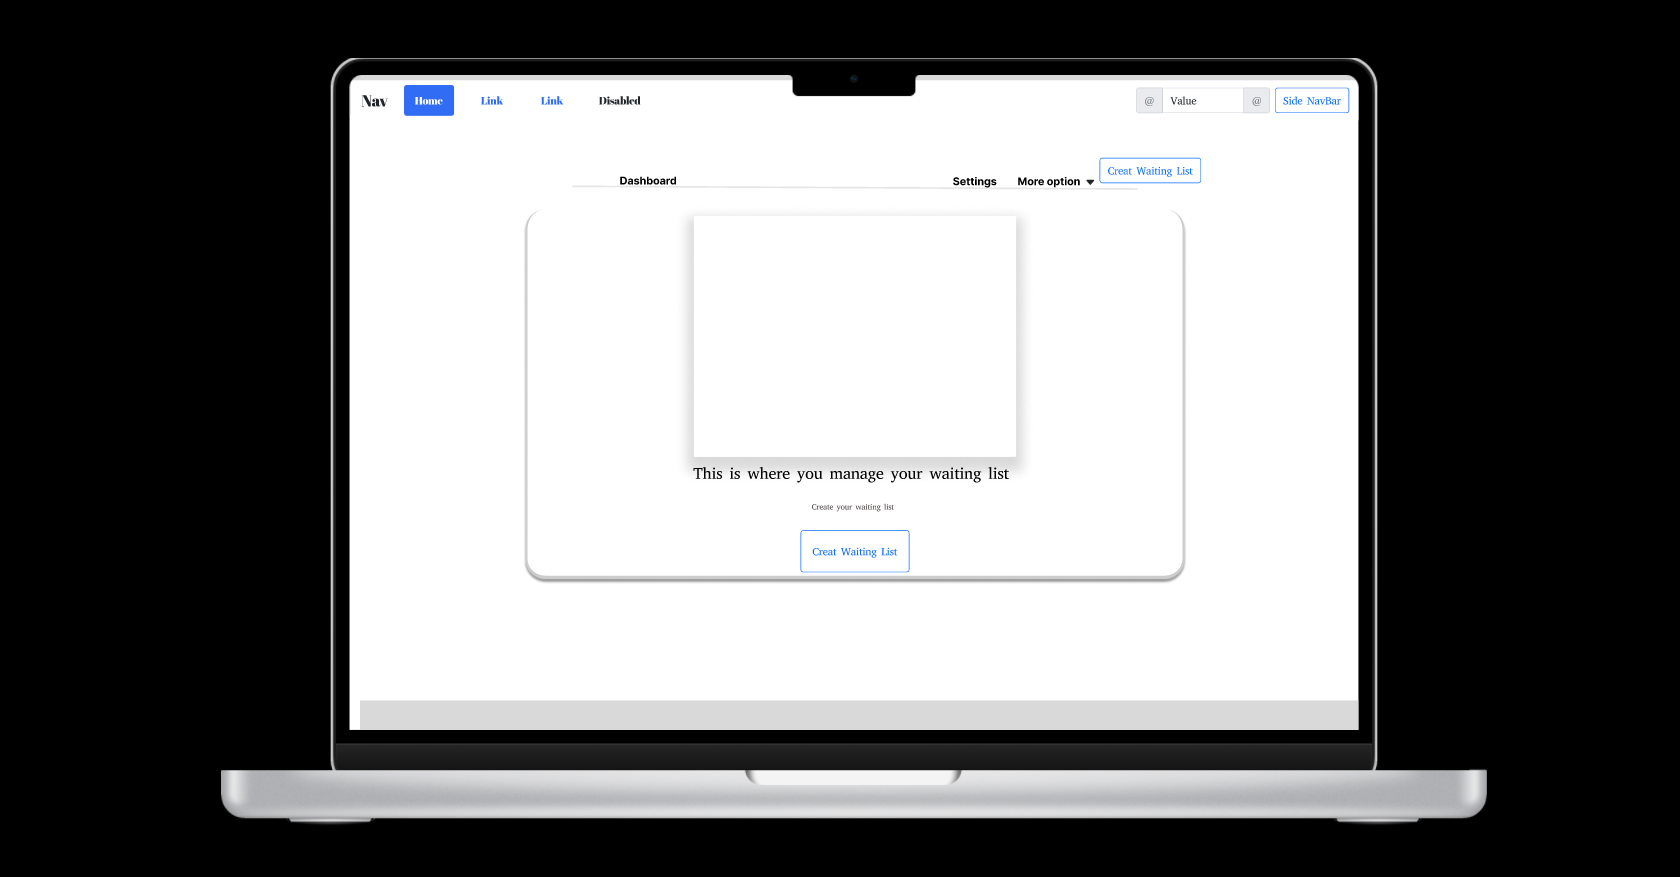 Nav Home Link Link Disabled @ Value @ Side NavBar
Dashboard Settings More option Creat Waiting List
This is where you manage your waiting list
Create your waiting list
Creat Waiting List